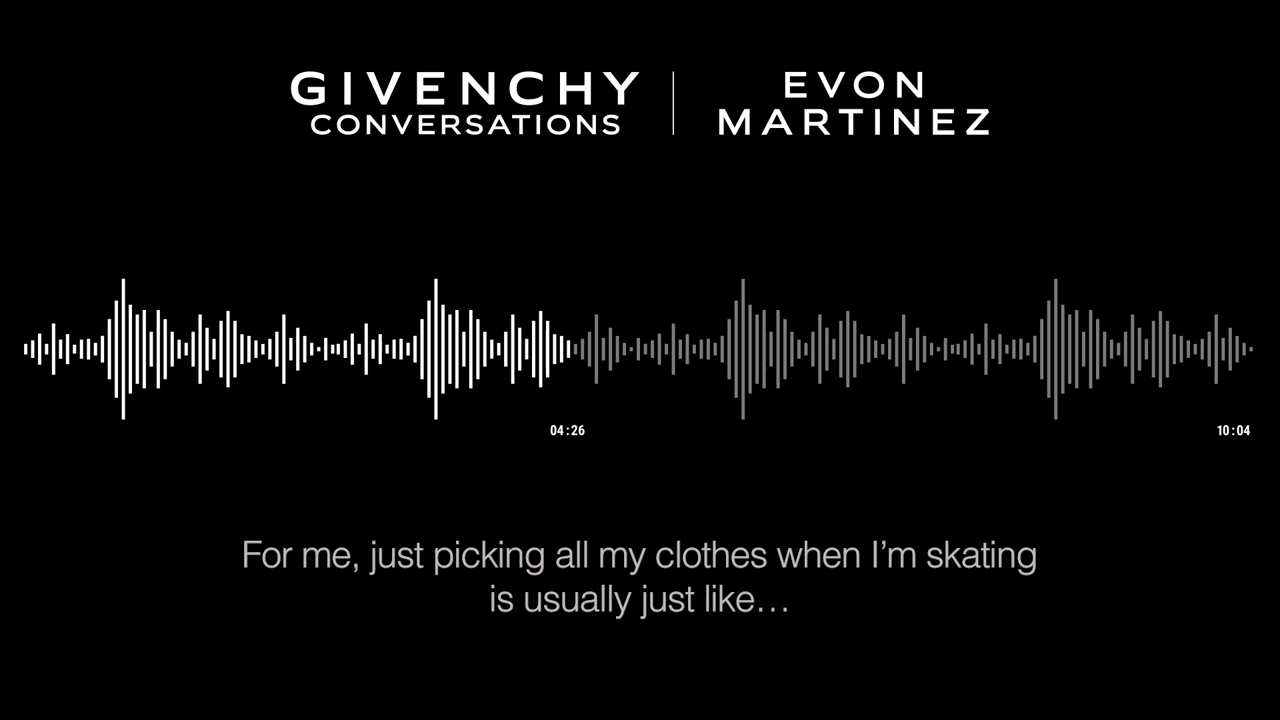 GIVENCHY
CONVERSATIONS
EVON
MARTINEZ
04:26
10:04
For me, just picking all my clothes when I’m skating
is usually just like…